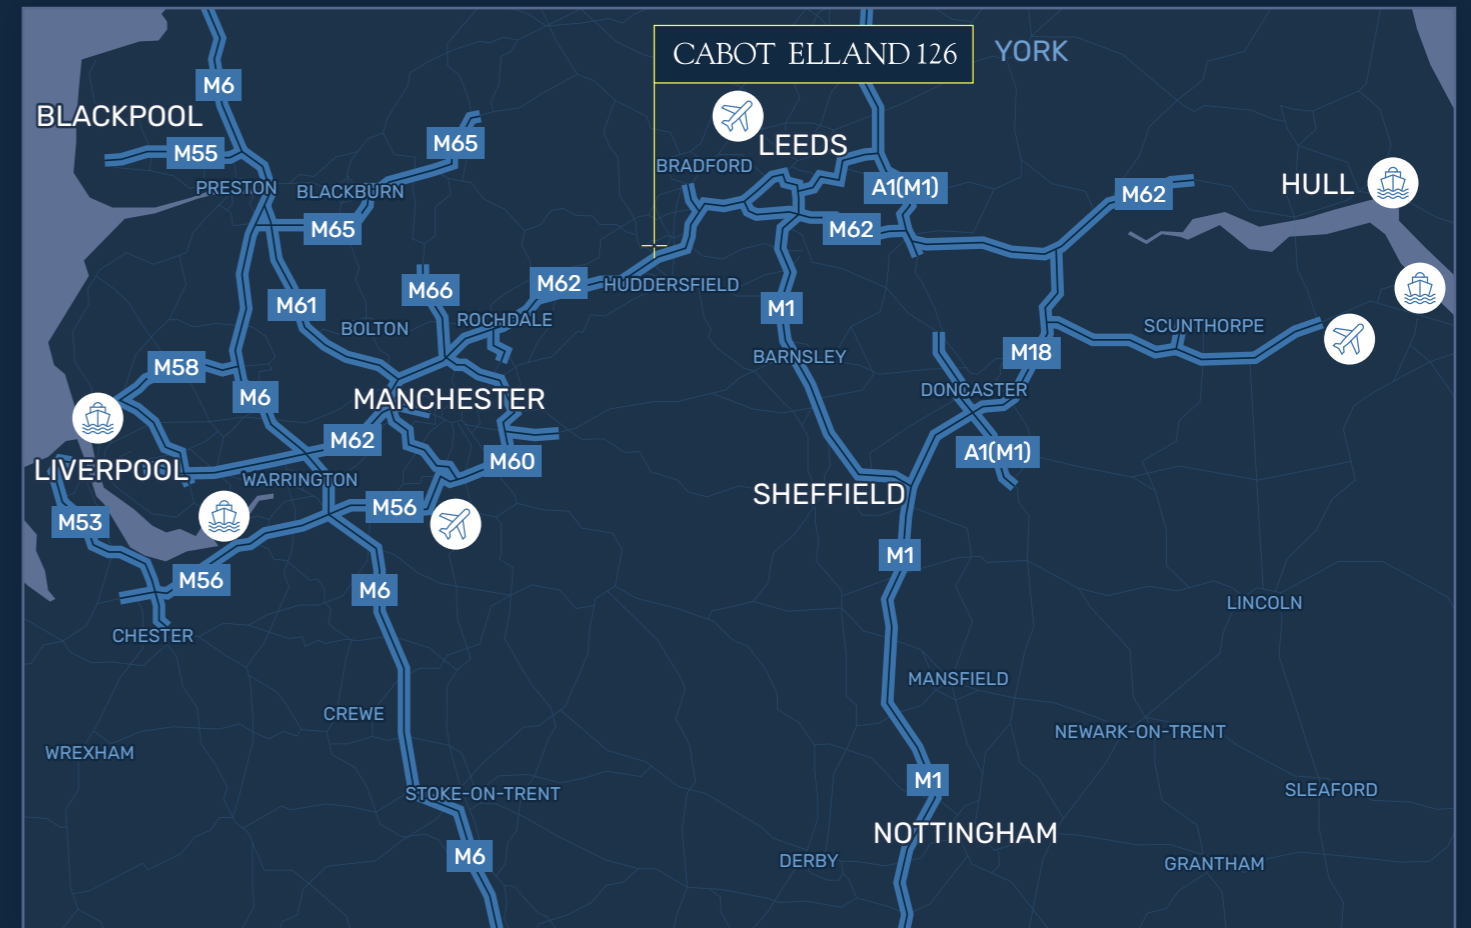 CABOT ELLAND 126
YORK
M6
BLACKPOOL
M55
M65
LEEDS
BRADFORD
PRESTON
BLACKBURN
A1(M1)
M62
HULL
M65
M62
HUDDERSFIELD
M62
M66
M61
M1
BOLTON
ROCHDALE
SCUNTHORPE
M58
BARNSLEY
M18
M6
MANCHESTER
DONCASTER
M62
M60
A1(M1)
LIVERPOOL
WARRINGTON
SHEFFIELD
M53
M56
M1
M56
M6
LINCOLN
CHESTER
MANSFIELD
CREWE
NEWARK-ON-TRENT
WREXHAM
M1
STOKE-ON-TRENT
SLEAFORD
NOTTINGHAM
M6
DERBY
GRANTHAM